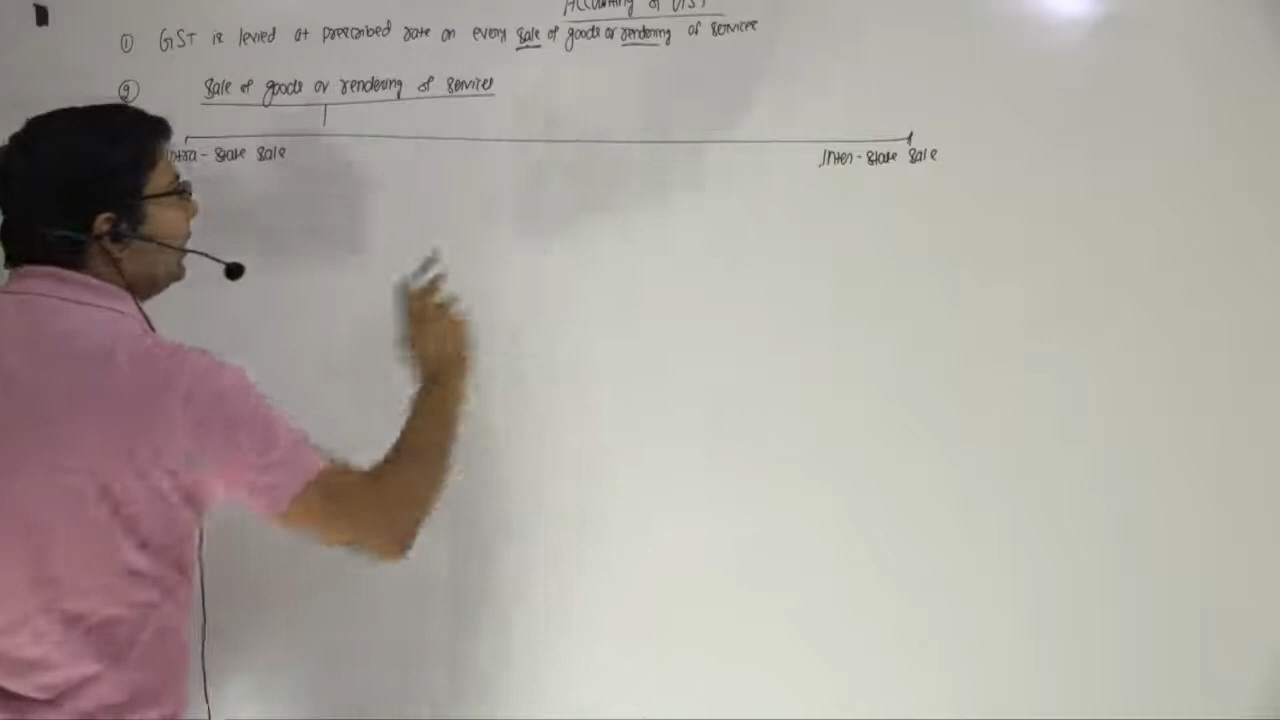 Accounting of GST
① GST is levied at prescribed rate on every sale of goods or rendering of services
② Sale of goods or rendering of services
Intra-State Sale
Inter-State Sale